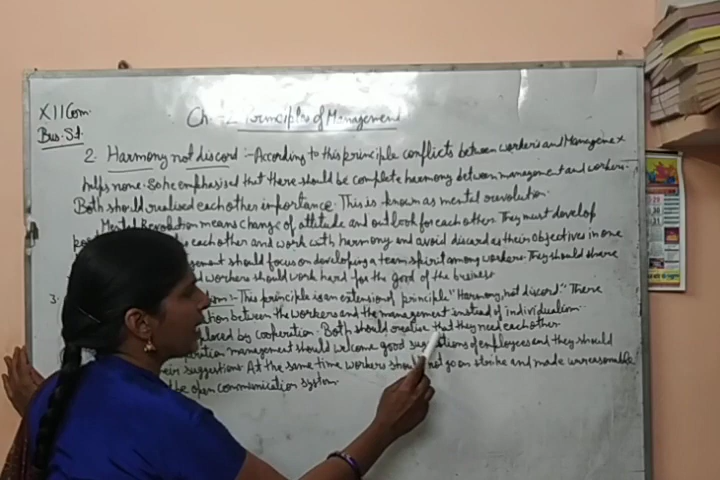 XII Com.
Bus. St.
Ch-2 Principles of Management
2. Harmony not discord :- According to this principle conflicts between workers and Manageme
helps none. So he emphasised that there should be complete harmony between management and workers.
Both should realised each other importance. This is known as mental revolution.
Mental Revolution means change of attitude and outlook for each other. They must develop
each other and work with harmony and avoid discard as their objectives in one
should focus on developing a team spirit among workers. They should share
workers should work hard for the good of the business
3.
:- This principle is an extension of principle "Harmony, not discord." There
between the workers and the management instead of individualism.
by cooperation. Both should that they need each other
management should welcome good of employees and they should
suggestions. At the same time workers should not go on strike and made unreasonable
be open communication system.